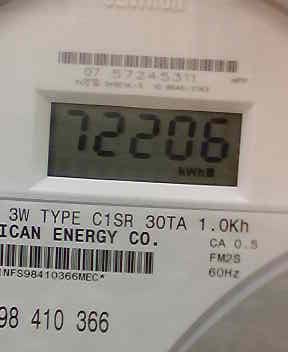 07 57245311
72206
kWh
3W TYPE C1SR 30TA 1.0Kh
ICAN ENERGY CO.
CA 0.5
FM2S
60Hz
NFS98410366MEC*
98 410 366